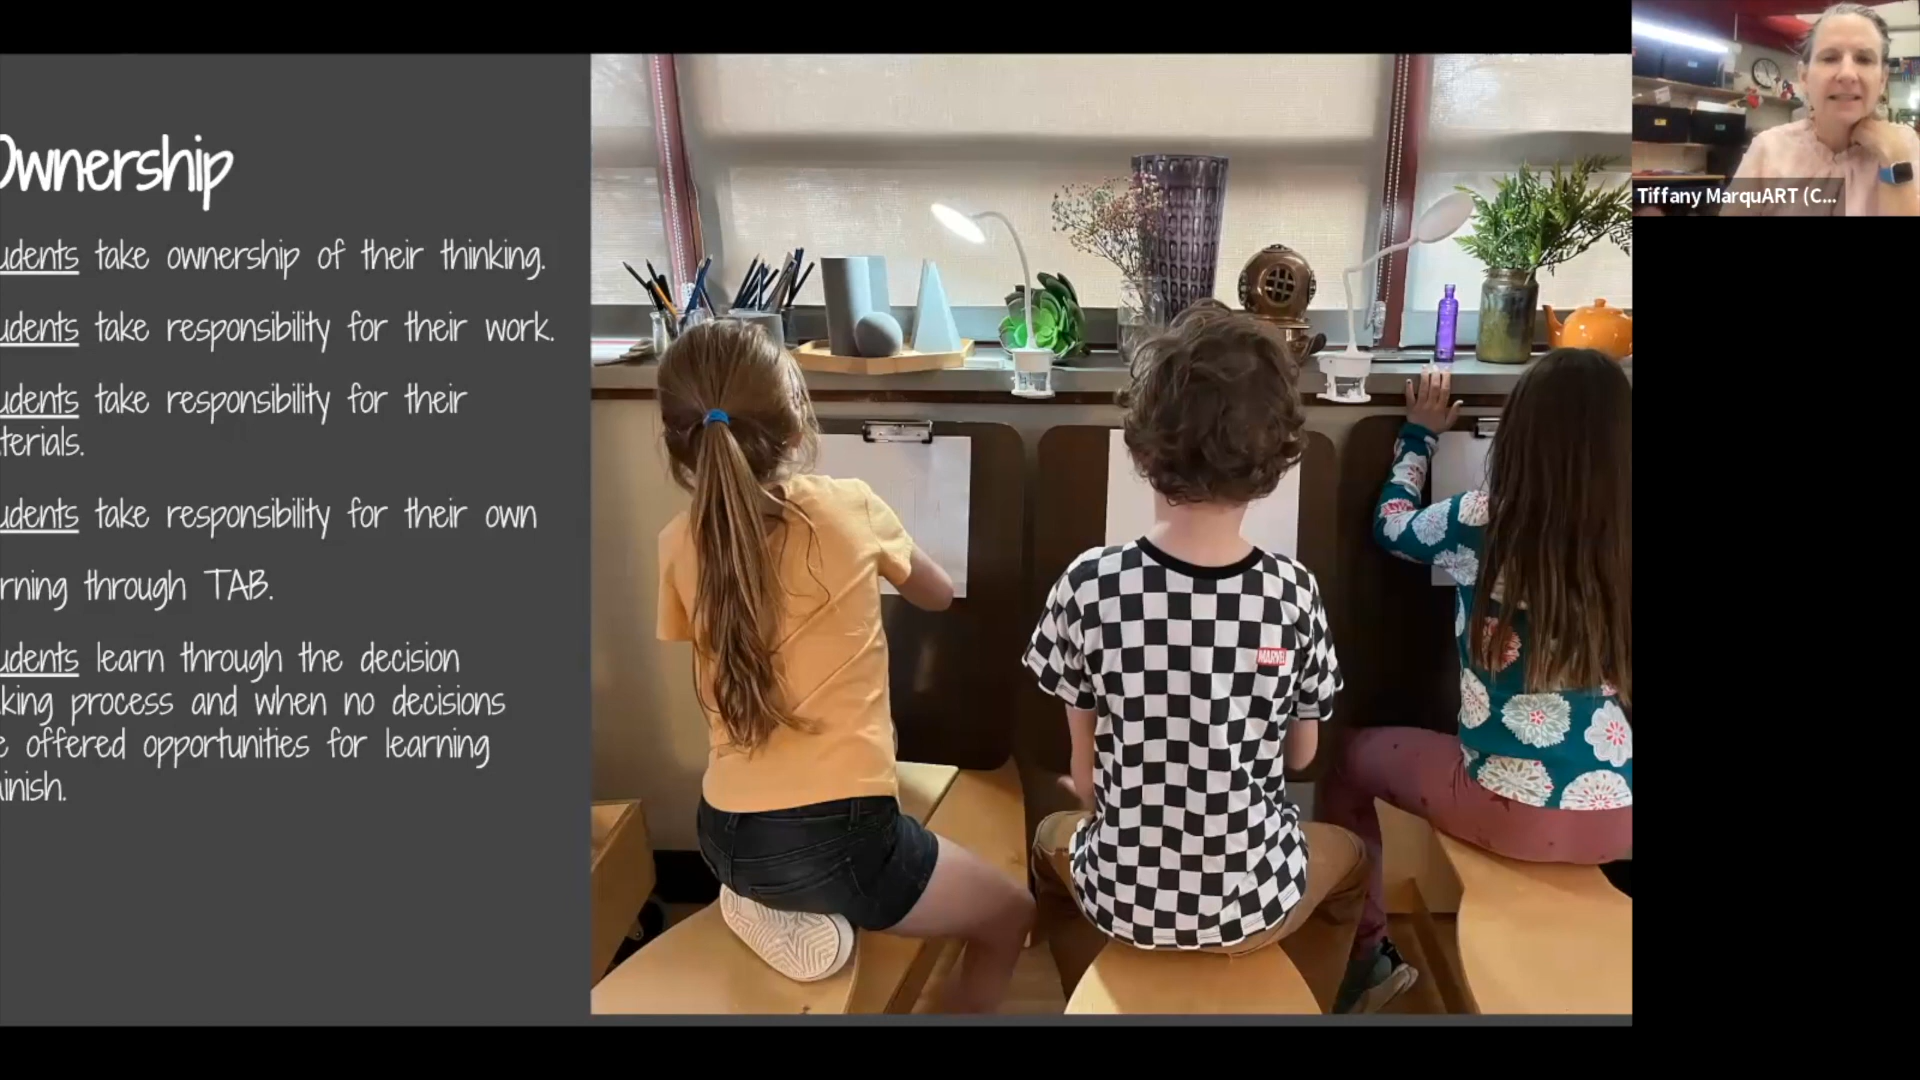 Ownership
udents take ownership of their thinking.
udents take responsibility for their work.
udents take responsibility for their
terials.
udents take responsibility for their own
rning through TAB.
udents learn through the decision
king process and when no decisions
e offered opportunities for learning
inish.
MARVEL
Tiffany MarquART (C...